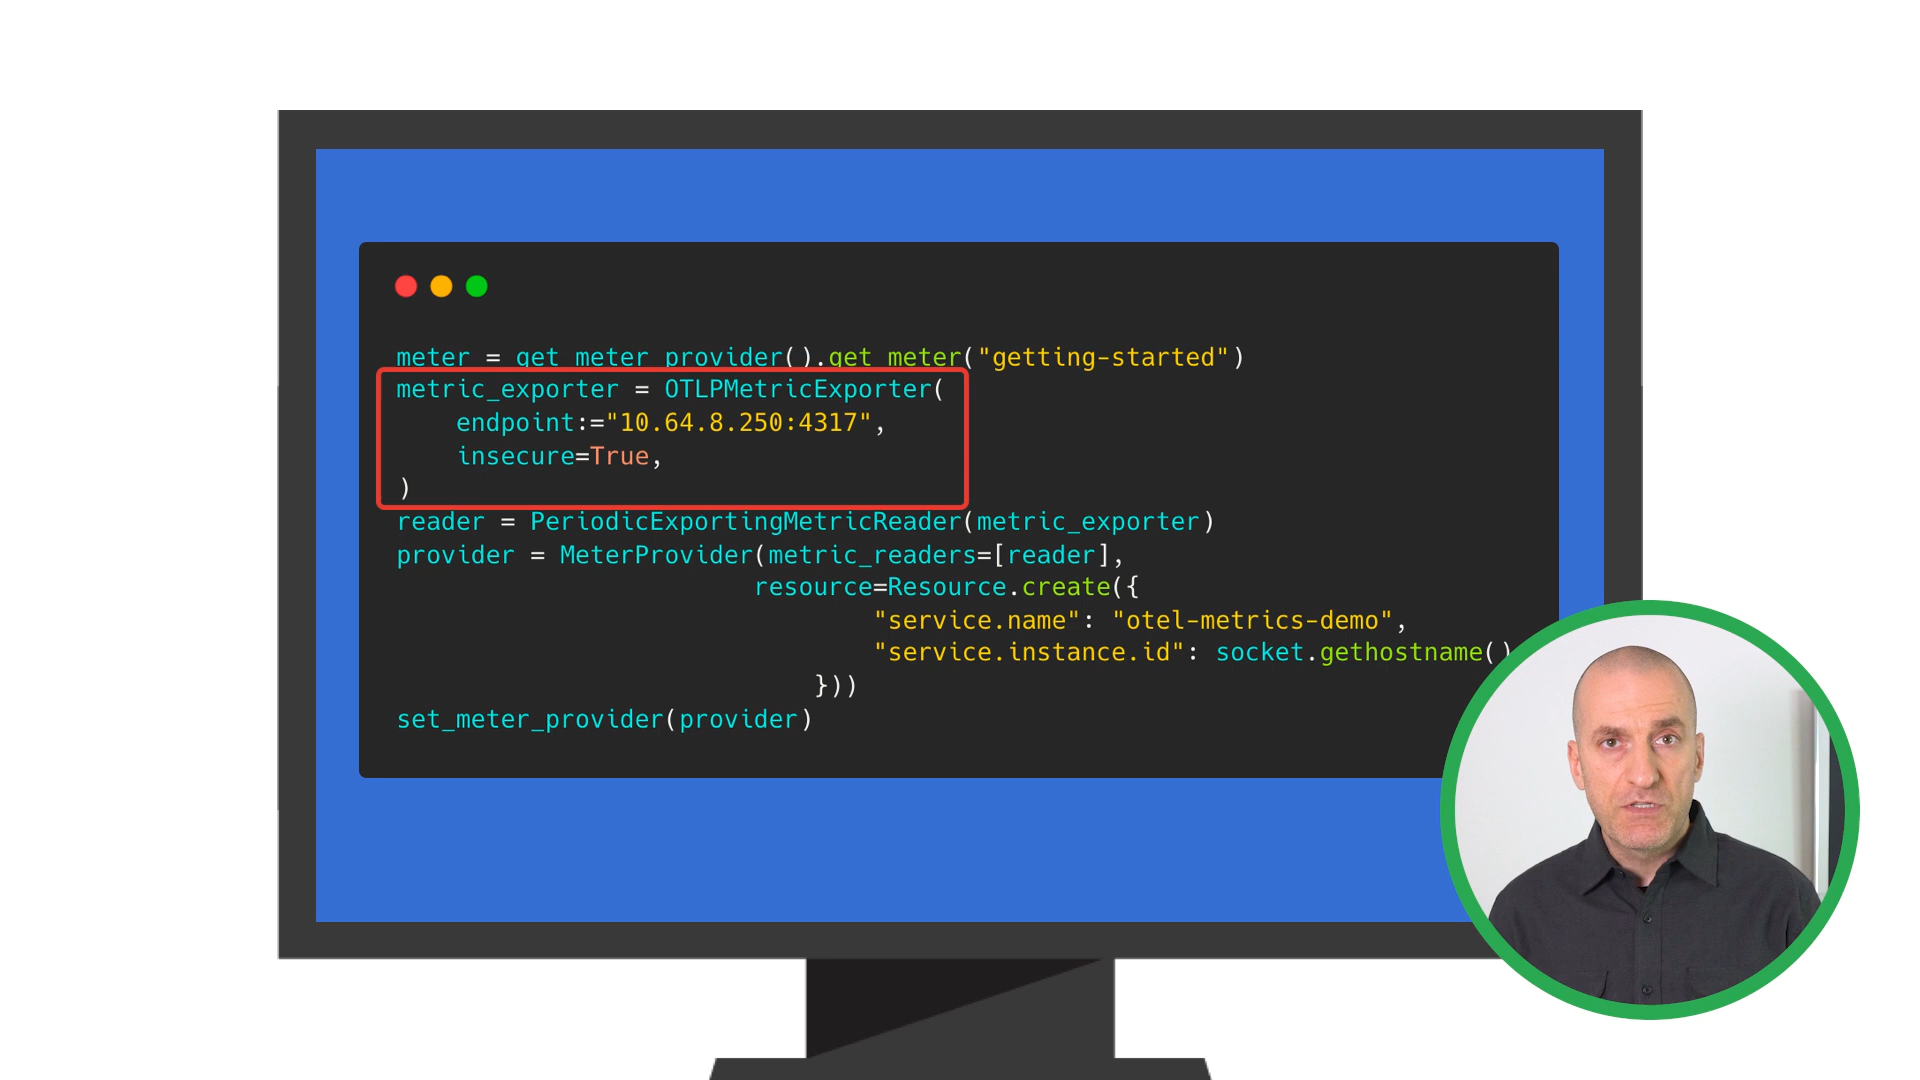 meter = get_meter_provider().get_meter("getting-started")
metric_exporter = OTLPMetricExporter(
    endpoint:="10.64.8.250:4317",
    insecure=True,
)
reader = PeriodicExportingMetricReader(metric_exporter)
provider = MeterProvider(metric_readers=[reader],
                        resource=Resource.create({
                                "service.name": "otel-metrics-demo",
                                "service.instance.id": socket.gethostname()
                            }))
set_meter_provider(provider)